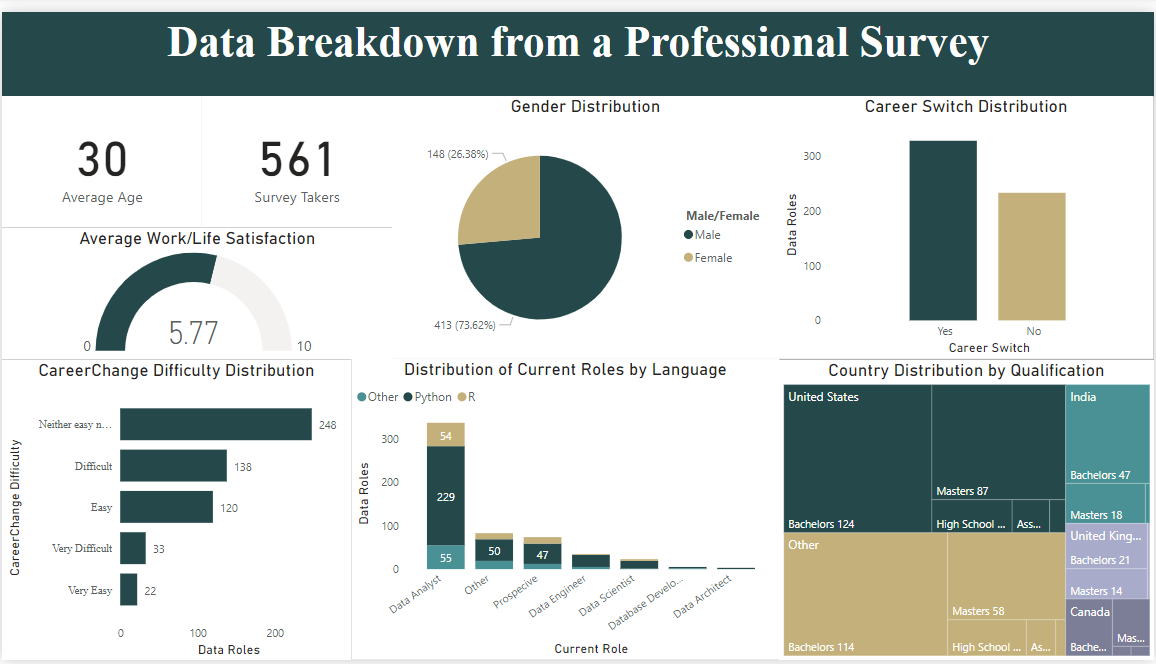 Data Breakdown from a Professional Survey
30
Average Age
561
Survey Takers
Average Work/Life Satisfaction
5.77
0
10
Gender Distribution
148 (26.38%)
413 (73.62%)
Male/Female
Male
Female
Career Switch Distribution
Data Roles
300
200
100
0
Yes
No
Career Switch
CareerChange Difficulty Distribution
CareerChange Difficulty
Neither easy n...
248
Difficult
138
Easy
120
Very Difficult
33
Very Easy
22
0
100
200
Data Roles
Distribution of Current Roles by Language
Other Python R
Data Roles
300
200
100
0
54
229
55
50
47
Data Analyst
Other
Prospecive
Data Engineer
Data Scientist
Database Develo...
Data Architect
Current Role
Country Distribution by Qualification
United States
Bachelors 124
Masters 87
High School ...
Ass...
Other
Bachelors 114
Masters 58
High School ...
As...
India
Bachelors 47
Masters 18
United King...
Bachelors 21
Masters 14
Canada
Bache...
Mas...